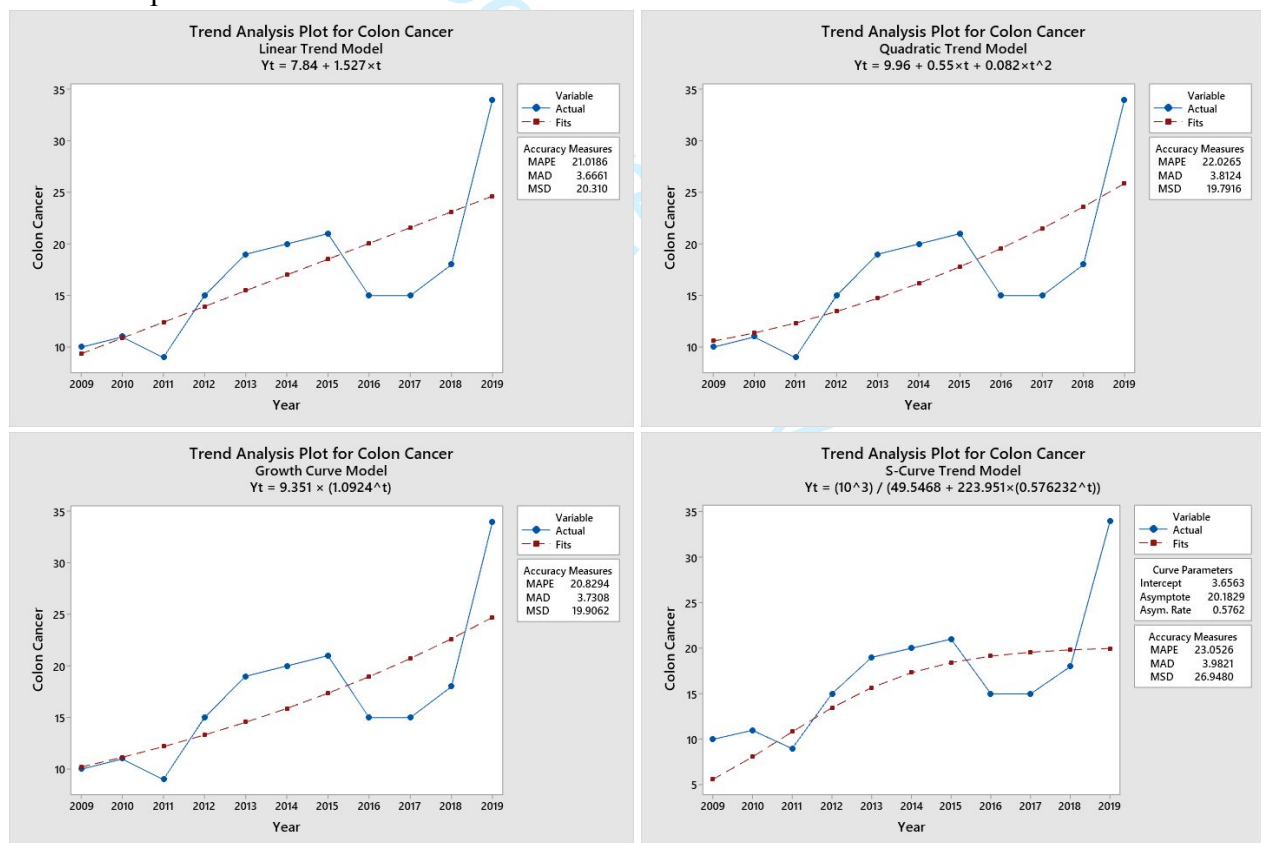 Trend Analysis Plot for Colon Cancer
Linear Trend Model
Yt = 7.84 + 1.527×t
35
30
25
20
15
10
Colon Cancer
2009 2010 2011 2012 2013 2014 2015 2016 2017 2018 2019
Year
Variable
Actual
Fits
Accuracy Measures
MAPE 21.0186
MAD 3.6661
MSD 20.310
Trend Analysis Plot for Colon Cancer
Quadratic Trend Model
Yt = 9.96 + 0.55×t + 0.082×t^2
35
30
25
20
15
10
Colon Cancer
2009 2010 2011 2012 2013 2014 2015 2016 2017 2018 2019
Year
Variable
Actual
Fits
Accuracy Measures
MAPE 22.0265
MAD 3.8124
MSD 19.7916
Trend Analysis Plot for Colon Cancer
Growth Curve Model
Yt = 9.351 × (1.0924^t)
35
30
25
20
15
10
Colon Cancer
2009 2010 2011 2012 2013 2014 2015 2016 2017 2018 2019
Year
Variable
Actual
Fits
Accuracy Measures
MAPE 20.8294
MAD 3.7308
MSD 19.9062
Trend Analysis Plot for Colon Cancer
S-Curve Trend Model
Yt = (10^3) / (49.5468 + 223.951×(0.576232^t))
35
30
25
20
15
10
5
Colon Cancer
2009 2010 2011 2012 2013 2014 2015 2016 2017 2018 2019
Year
Variable
Actual
Fits
Curve Parameters
Intercept 3.6563
Asymptote 20.1829
Asym. Rate 0.5762
Accuracy Measures
MAPE 23.0526
MAD 3.9821
MSD 26.9480